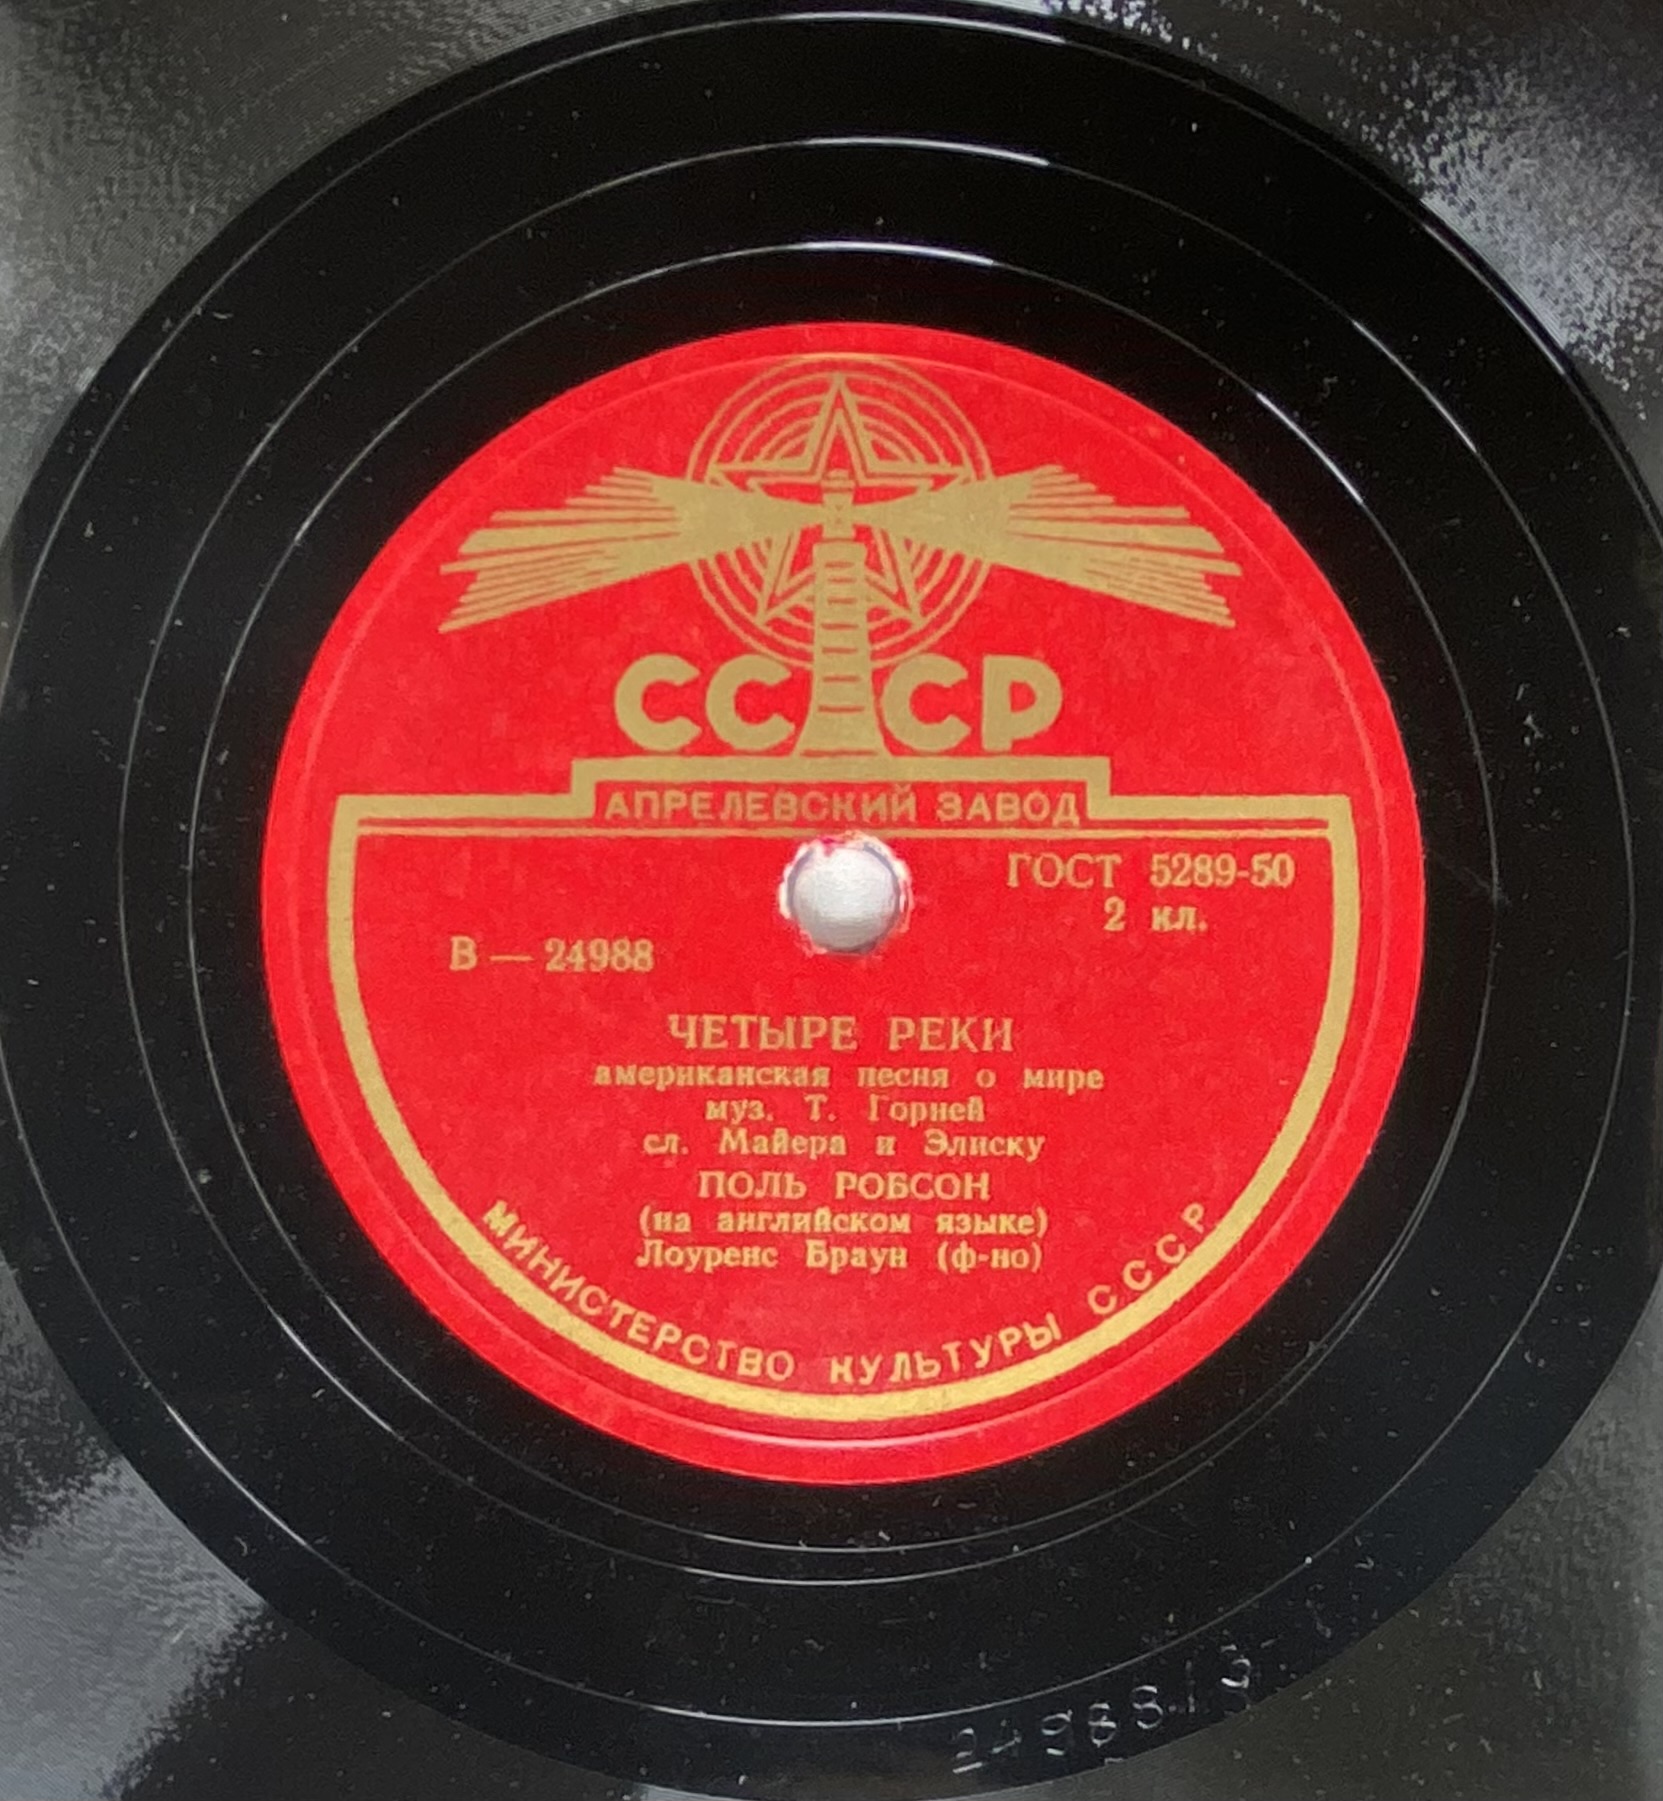 СССР
АПРЕЛЕВСКИЙ ЗАВОД
ГОСТ 5289-50
2 кл.
В — 24988
ЧЕТЫРЕ РЕКИ
американская песня о мире
муз. Т. Горней
сл. Майера и Элиску
ПОЛЬ РОБСОН
(на английском языке)
Лоуренс Браун (ф-но)
МИНИСТЕРСТВО КУЛЬТУРЫ СССР